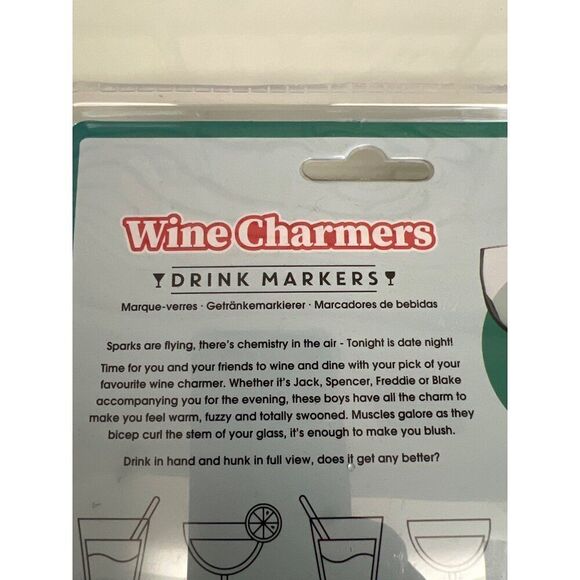 Wine Charmers
DRINK MARKERS
Marque-verres · Getränkemarkierer · Marcadores de bebidas
Sparks are flying, there's chemistry in the air - Tonight is date night!
Time for you and your friends to wine and dine with your pick of your
favourite wine charmer. Whether it's Jack, Spencer, Freddie or Blake
accompanying you for the evening, these boys have all the charm to
make you feel warm, fuzzy and totally swooned. Muscles galore as they
bicep curl the stem of your glass, it's enough to make you blush.
Drink in hand and hunk in full view, does it get any better?